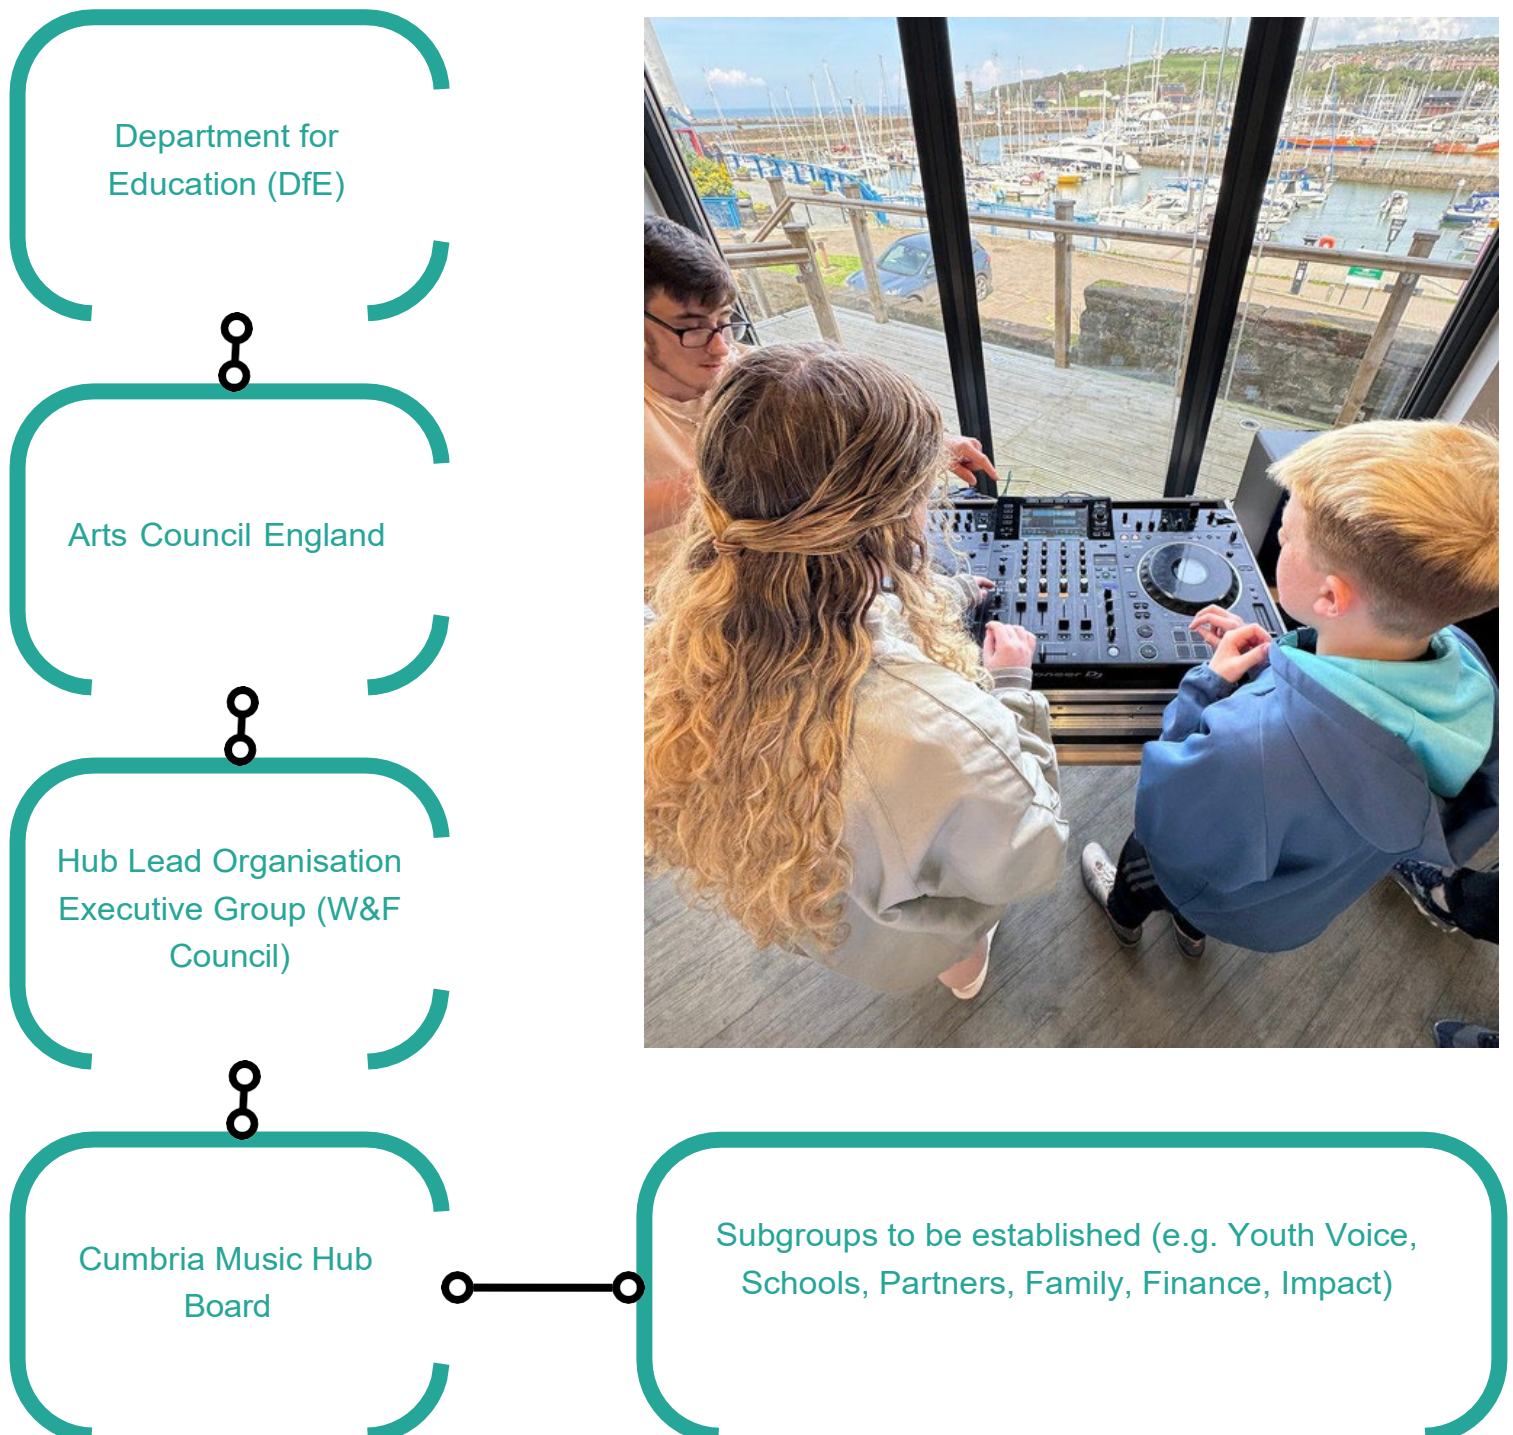 Department for
Education (DfE)
Arts Council England
Hub Lead Organisation
Executive Group (W&F
Council)
Cumbria Music Hub
Board
Subgroups to be established (e.g. Youth Voice,
Schools, Partners, Family, Finance, Impact)